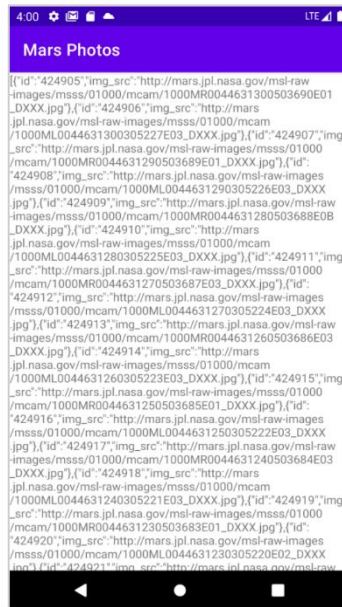 4:00 LTE
Mars Photos
[{"id":"424905","img_src":"http://mars.jpl.nasa.gov/msl-raw
-images/msss/01000/mcam/1000MR0044631300503690E01
_DXXX.jpg"},{"id":"424906","img_src":"http://mars
.jpl.nasa.gov/msl-raw-images/msss/01000/mcam
/1000ML0044631300305227E03_DXXX.jpg"},{"id":"424907","img
_src":"http://mars.jpl.nasa.gov/msl-raw-images/msss/01000
/mcam/1000MR0044631290503689E01_DXXX.jpg"},{"id":
"424908","img_src":"http://mars.jpl.nasa.gov/msl-raw-images
/msss/01000/mcam/1000ML0044631290305226E03_DXXX
.jpg"},{"id":"424909","img_src":"http://mars.jpl.nasa.gov/msl-raw
-images/msss/01000/mcam/1000MR0044631280503688E0B
_DXXX.jpg"},{"id":"424910","img_src":"http://mars
.jpl.nasa.gov/msl-raw-images/msss/01000/mcam
/1000ML0044631280305225E03_DXXX.jpg"},{"id":"424911","img
_src":"http://mars.jpl.nasa.gov/msl-raw-images/msss/01000
/mcam/1000MR0044631270503687E03_DXXX.jpg"},{"id":
"424912","img_src":"http://mars.jpl.nasa.gov/msl-raw-images
/msss/01000/mcam/1000ML0044631270305224E03_DXXX
.jpg"},{"id":"424913","img_src":"http://mars.jpl.nasa.gov/msl-raw
-images/msss/01000/mcam/1000MR0044631260503686E03
_DXXX.jpg"},{"id":"424914","img_src":"http://mars
.jpl.nasa.gov/msl-raw-images/msss/01000/mcam
/1000ML0044631260305223E03_DXXX.jpg"},{"id":"424915","img
_src":"http://mars.jpl.nasa.gov/msl-raw-images/msss/01000
/mcam/1000MR0044631250503685E01_DXXX.jpg"},{"id":
"424916","img_src":"http://mars.jpl.nasa.gov/msl-raw-images
/msss/01000/mcam/1000ML0044631250305222E03_DXXX
.jpg"},{"id":"424917","img_src":"http://mars.jpl.nasa.gov/msl-raw
-images/msss/01000/mcam/1000MR0044631240503684E03
_DXXX.jpg"},{"id":"424918","img_src":"http://mars
.jpl.nasa.gov/msl-raw-images/msss/01000/mcam
/1000ML0044631240305221E03_DXXX.jpg"},{"id":"424919","img
_src":"http://mars.jpl.nasa.gov/msl-raw-images/msss/01000
/mcam/1000MR0044631230503683E01_DXXX.jpg"},{"id":
"424920","img_src":"http://mars.jpl.nasa.gov/msl-raw-images
/msss/01000/mcam/1000ML0044631230305220E02_DXXX
.jpg"},{"id":"424921","img_src":"http://mars.jpl.nasa.gov/msl-raw